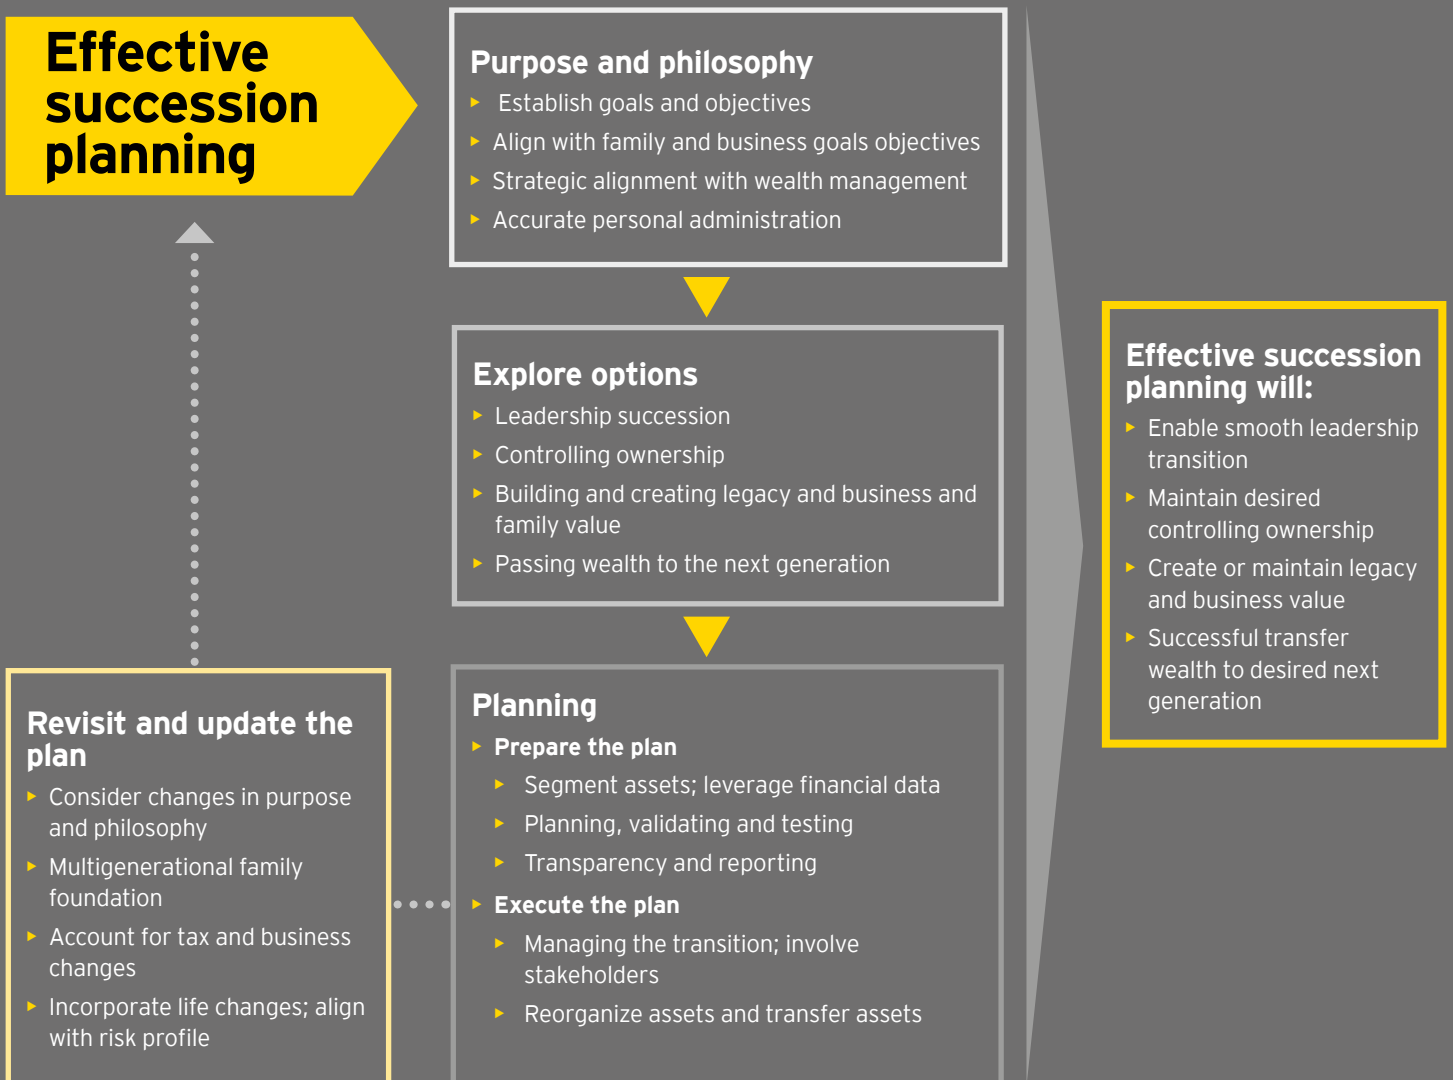 Effective
succession
planning
Purpose and philosophy
Establish goals and objectives
Align with family and business goals objectives
Strategic alignment with wealth management
Accurate personal administration
Explore options
Leadership succession
Controlling ownership
Building and creating legacy and business and
family value
Passing wealth to the next generation
Planning
Prepare the plan
Segment assets; leverage financial data
Planning, validating and testing
Transparency and reporting
Execute the plan
Managing the transition; involve
stakeholders
Reorganize assets and transfer assets
Revisit and update the
plan
Consider changes in purpose
and philosophy
Multigenerational family
foundation
Account for tax and business
changes
Incorporate life changes; align
with risk profile
Effective succession
planning will:
Enable smooth leadership
transition
Maintain desired
controlling ownership
Create or maintain legacy
and business value
Successful transfer
wealth to desired next
generation